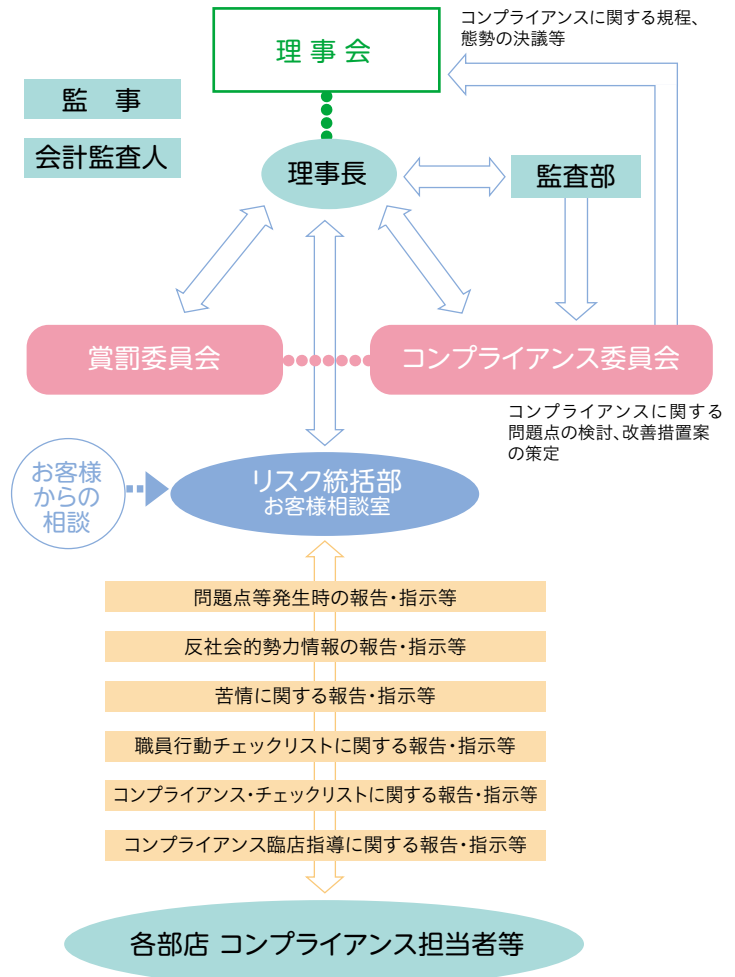 コンプライアンスに関する規程、
態勢の決議等
理事会
監　事
会計監査人
理事長
監査部
賞罰委員会
コンプライアンス委員会
コンプライアンスに関する
問題点の検討、改善措置案
の策定
お客様
からの
相談
リスク統括部
お客様相談室
問題点等発生時の報告・指示等
反社会的勢力情報の報告・指示等
苦情に関する報告・指示等
職員行動チェックリストに関する報告・指示等
コンプライアンス・チェックリストに関する報告・指示等
コンプライアンス臨店指導に関する報告・指示等
各部店 コンプライアンス担当者等